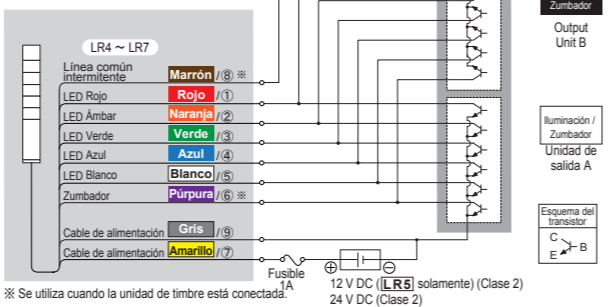 LR4 ~ LR7
Línea común
intermitente
Marrón /⑧ ※
LED Rojo
Rojo /①
LED Ámbar
Naranja /②
LED Verde
Verde /③
LED Azul
Azul /④
LED Blanco
Blanco /⑤
Zumbador
Púrpura /⑥ ※
Cable de alimentación
Gris /⑨
Cable de alimentación
Amarillo /⑦
※ Se utiliza cuando la unidad de timbre está conectada.
Fusible
1A
⊕ ⊖
12 V DC (LR5 solamente) (Clase 2)
24 V DC (Clase 2)
Zumbador
Output
Unit B
Iluminación /
Zumbador
Unidad de
salida A
Esquema del
transistor
C
B
E